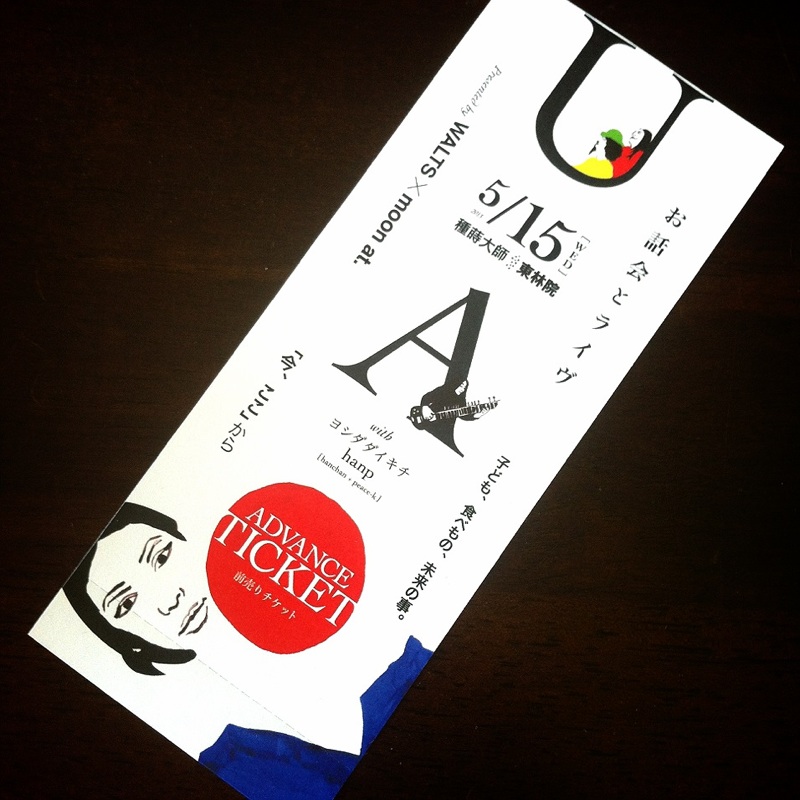 U
Presented by WALTS × moon at.
お話会とライヴ
5/15 [WED]
種蒔大師 東林院
A
with
ヨシダダイキチ
hanp
[hanchan + peace-k]
「今、ここから
子ども、食べもの、未来の事。
ADVANCE
TICKET
前売りチケット